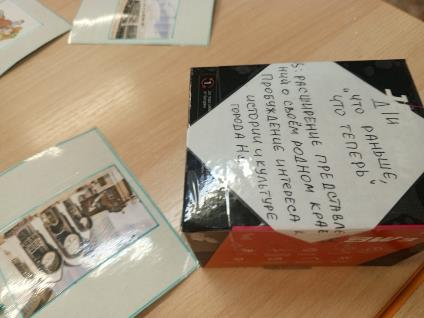 Д/И
"ЧТО РАНЬШЕ,
ЧТО ТЕПЕРЬ"
РАСШИРЕНИЕ ПРЕДСТАВЛЕ
НИЙ О СВОЁМ РОДНОМ КРАЕ
ПРОБУЖДЕНИЕ ИНТЕРЕСА К
ИСТОРИИ И КУЛЬТУРЕ
ГОРОДА Н